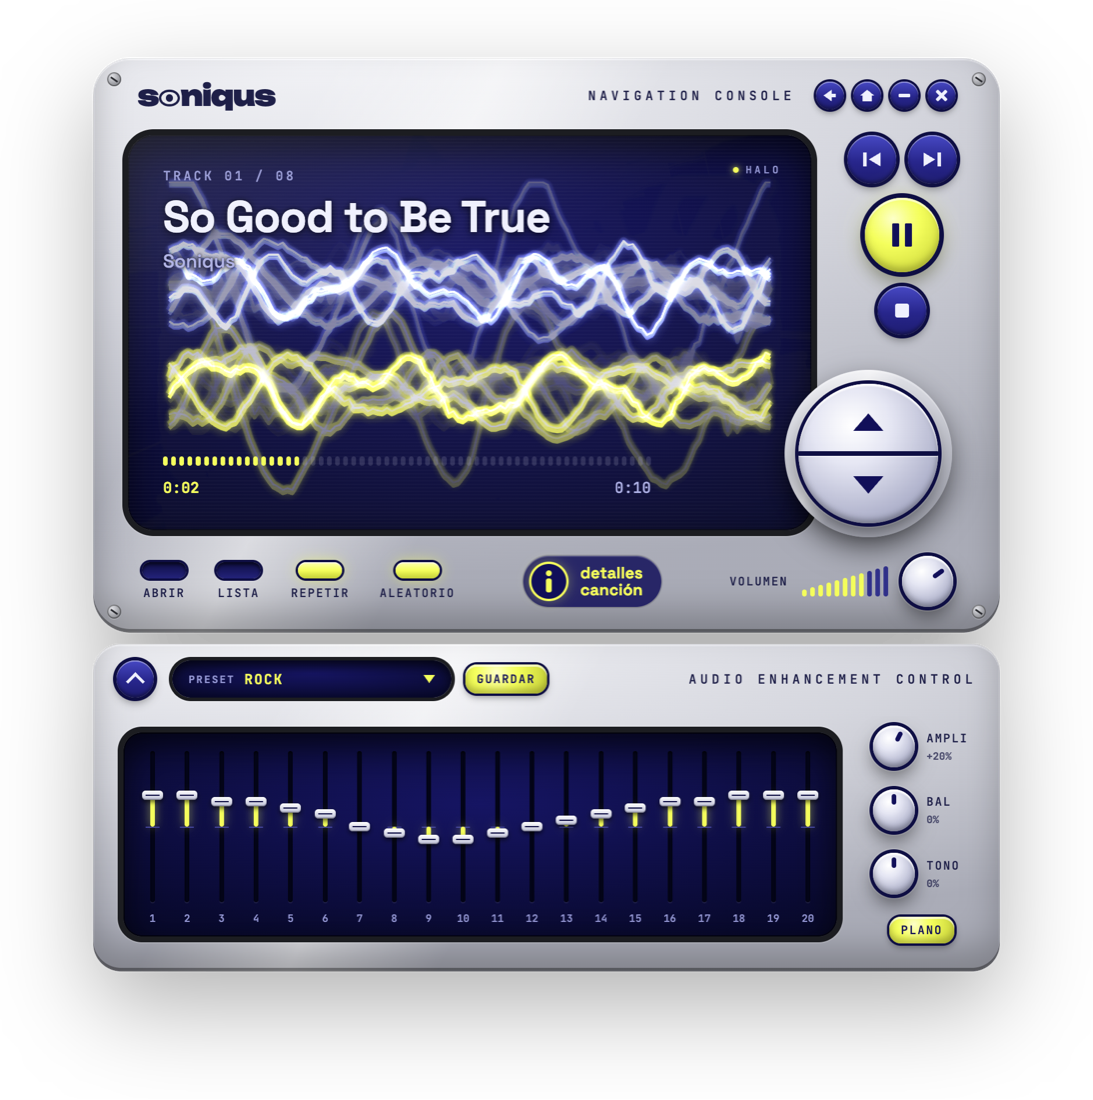 soniqus
NAVIGATION CONSOLE
TRACK 01 / 08
HALO
So Good to Be True
Soniqus
0:02
0:10
ABRIR
LISTA
REPETIR
ALEATORIO
detalles
canción
VOLUMEN
PRESET ROCK
GUARDAR
AUDIO ENHANCEMENT CONTROL
AMPLI
+20%
BAL
0%
TONO
0%
1 2 3 4 5 6 7 8 9 10 11 12 13 14 15 16 17 18 19 20
PLANO